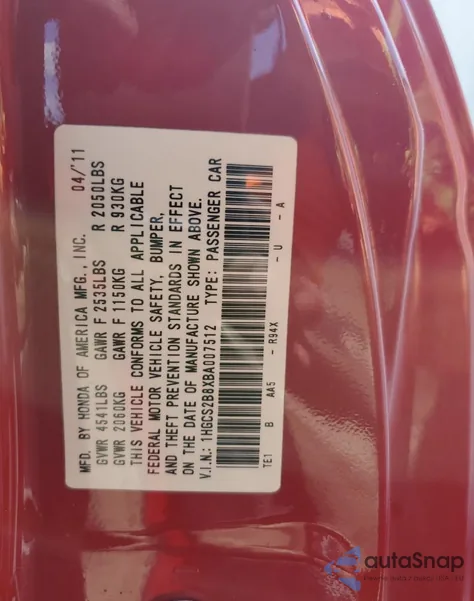 MFD. BY HONDA OF AMERICA MFG., INC. 04/'11
GVWR 4541LBS GAWR F 2535LBS R 2050LBS
GVWR 2060KG GAWR F 1150KG R 930KG
THIS VEHICLE CONFORMS TO ALL APPLICABLE
FEDERAL MOTOR VEHICLE SAFETY, BUMPER,
AND THEFT PREVENTION STANDARDS IN EFFECT
ON THE DATE OF MANUFACTURE SHOWN ABOVE.
V.I.N.: 1HGCS2B8XBA007512 TYPE: PASSENGER CAR
TE1 B AA5 - R94X - U - A
autaSnap